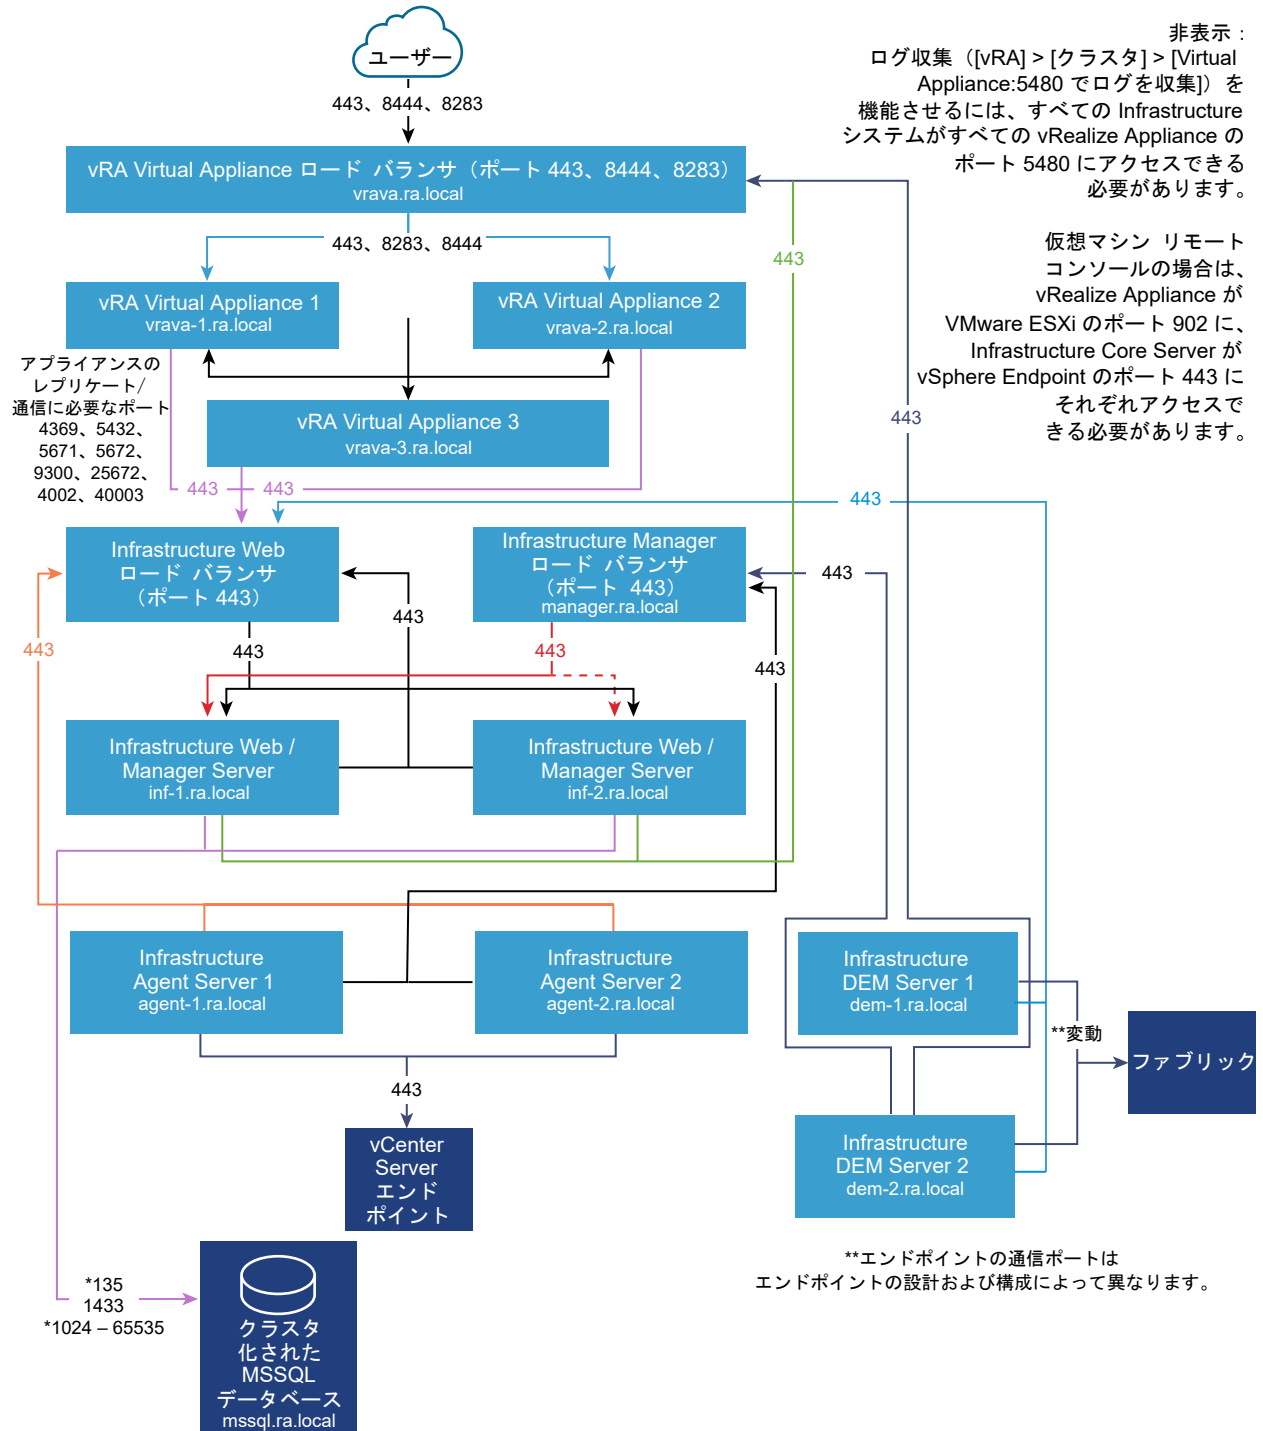 ユーザー
443、8444、8283
vRA Virtual Appliance ロード バランサ（ポート 443、8444、8283）
vrava.ra.local
443、8283、8444
vRA Virtual Appliance 1
vrava-1.ra.local
vRA Virtual Appliance 2
vrava-2.ra.local
アプライアンスの
レプリケート/
通信に必要なポート
4369、5432、
5671、5672、
9300、25672、
4002、40003
vRA Virtual Appliance 3
vrava-3.ra.local
非表示：
ログ収集（[vRA] > [クラスタ] > [Virtual
Appliance:5480 でログを収集]）を
機能させるには、すべての Infrastructure
システムがすべての vRealize Appliance の
ポート 5480 にアクセスできる
必要があります。
仮想マシン リモート
コンソールの場合は、
vRealize Appliance が
VMware ESXi のポート 902 に、
Infrastructure Core Server が
vSphere Endpoint のポート 443 に
それぞれアクセスで
きる必要があります。
443
443
443
443
443
Infrastructure Web
ロード バランサ
（ポート 443）
Infrastructure Manager
ロード バランサ
（ポート 443）
manager.ra.local
443
443
443
443
443
443
Infrastructure Web /
Manager Server
inf-1.ra.local
Infrastructure Web /
Manager Server
inf-2.ra.local
Infrastructure
Agent Server 1
agent-1.ra.local
Infrastructure
Agent Server 2
agent-2.ra.local
Infrastructure
DEM Server 1
dem-1.ra.local
**変動
ファブリック
443
vCenter
Server
エンド
ポイント
Infrastructure
DEM Server 2
dem-2.ra.local
**エンドポイントの通信ポートは
エンドポイントの設計および構成によって異なります。
*135
1433
*1024 – 65535
クラスタ
化された
MSSQL
データベース
mssql.ra.local